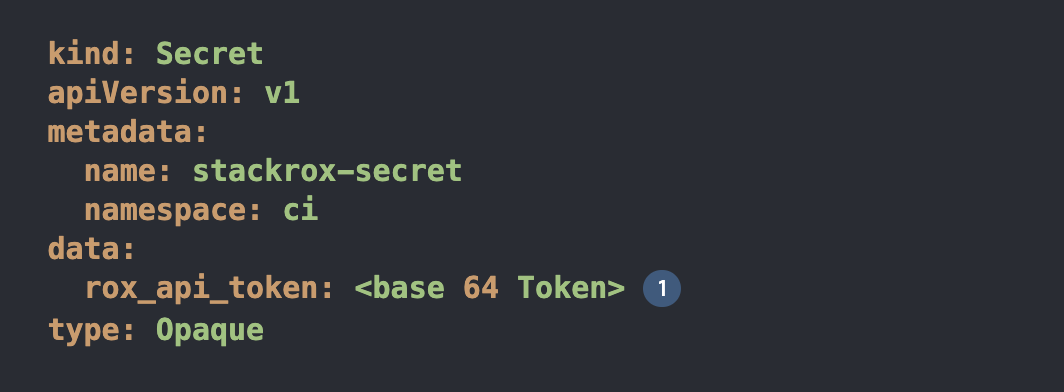 kind: Secret
apiVersion: v1
metadata:
  name: stackrox-secret
  namespace: ci
data:
  rox_api_token: <base 64 Token> 1
type: Opaque